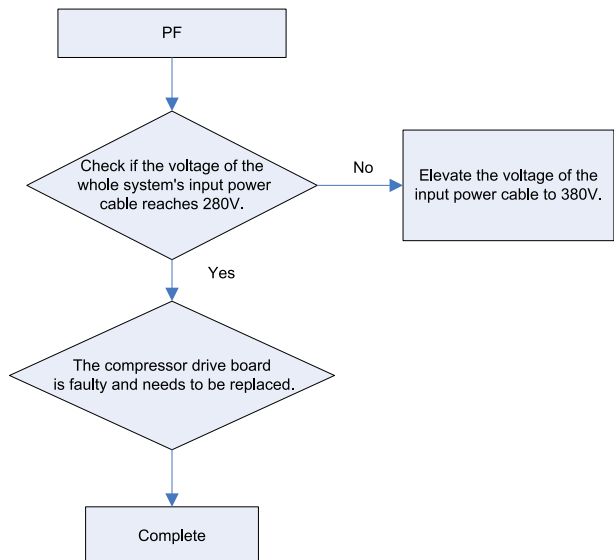 PF
Check if the voltage of the
whole system's input power
cable reaches 280V.
No
Elevate the voltage of the
input power cable to 380V.
Yes
The compressor drive board
is faulty and needs to be replaced.
Complete